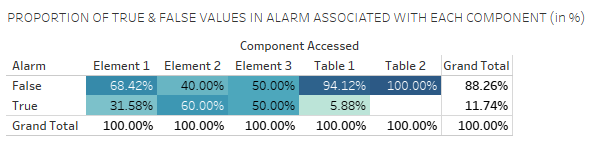 PROPORTION OF TRUE & FALSE VALUES IN ALARM ASSOCIATED WITH EACH COMPONENT (in %)
Component Accessed
Alarm Element 1 Element 2 Element 3 Table 1 Table 2 Grand Total
False 68.42% 40.00% 50.00% 94.12% 100.00% 88.26%
True 31.58% 60.00% 50.00% 5.88% 11.74%
Grand Total 100.00% 100.00% 100.00% 100.00% 100.00% 100.00%